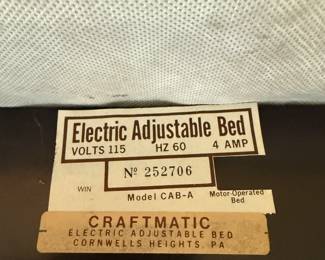 Electric Adjustable Bed
VOLTS 115 HZ 60 4 AMP
Nº 252706
WIN Model CAB-A Motor-Operated Bed
CRAFTMATIC
ELECTRIC ADJUSTABLE BED
CORNWELLS HEIGHTS, PA